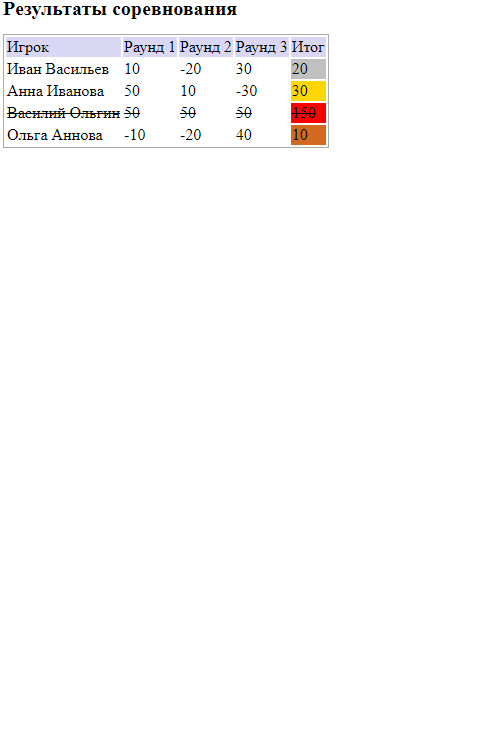 Результаты соревнования
Игрок Раунд 1 Раунд 2 Раунд 3 Итог
Иван Васильев 10 -20 30 20
Анна Иванова 50 10 -30 30
Василий Ольгин 50 50 50 150
Ольга Аннова -10 -20 40 10